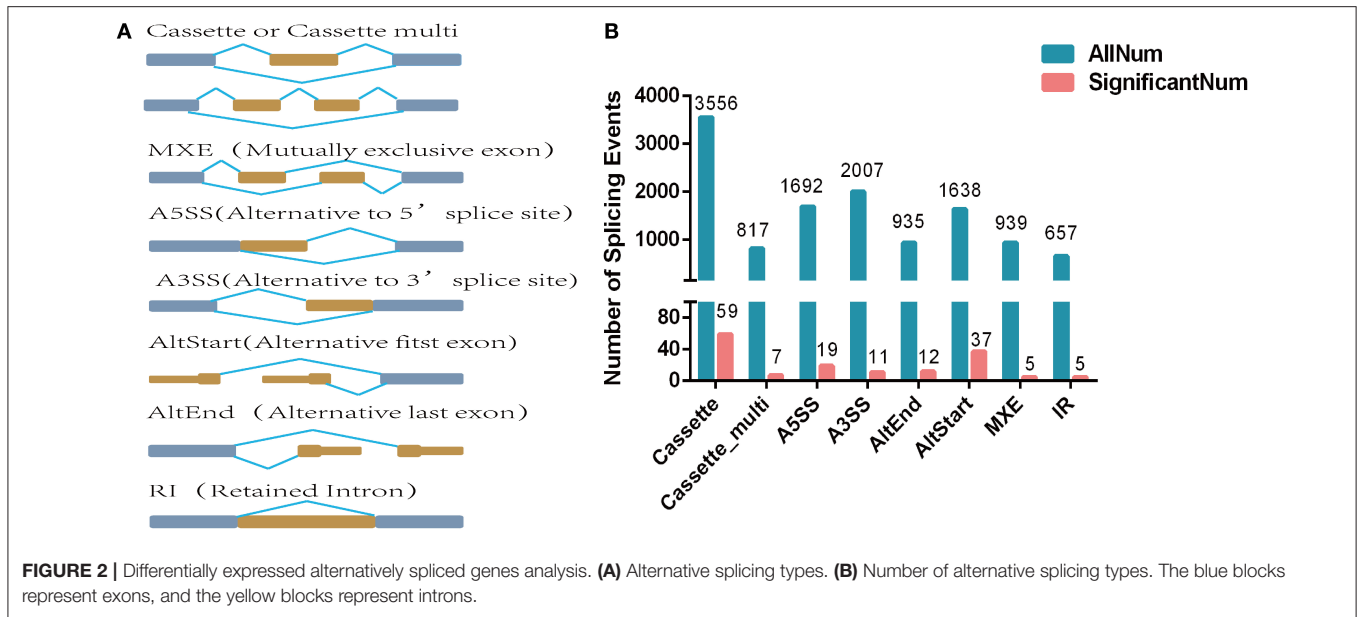 A
Cassette or Cassette multi
MXE (Mutually exclusive exon)
A5SS(Alternative to 5’ splice site)
A3SS(Alternative to 3’ splice site)
AltStart(Alternative fitst exon)
AltEnd (Alternative last exon)
RI (Retained Intron)
B
AllNum
SignificantNum
Number of Splicing Events
4000
3000
2000
1000
80
40
0
3556
817
1692
2007
935
1638
939
657
59
7
19
11
12
37
5
5
Cassette
Cassette_multi
A5SS
A3SS
AltEnd
AltStart
MXE
IR
FIGURE 2 | Differentially expressed alternatively spliced genes analysis. (A) Alternative splicing types. (B) Number of alternative splicing types. The blue blocks
represent exons, and the yellow blocks represent introns.